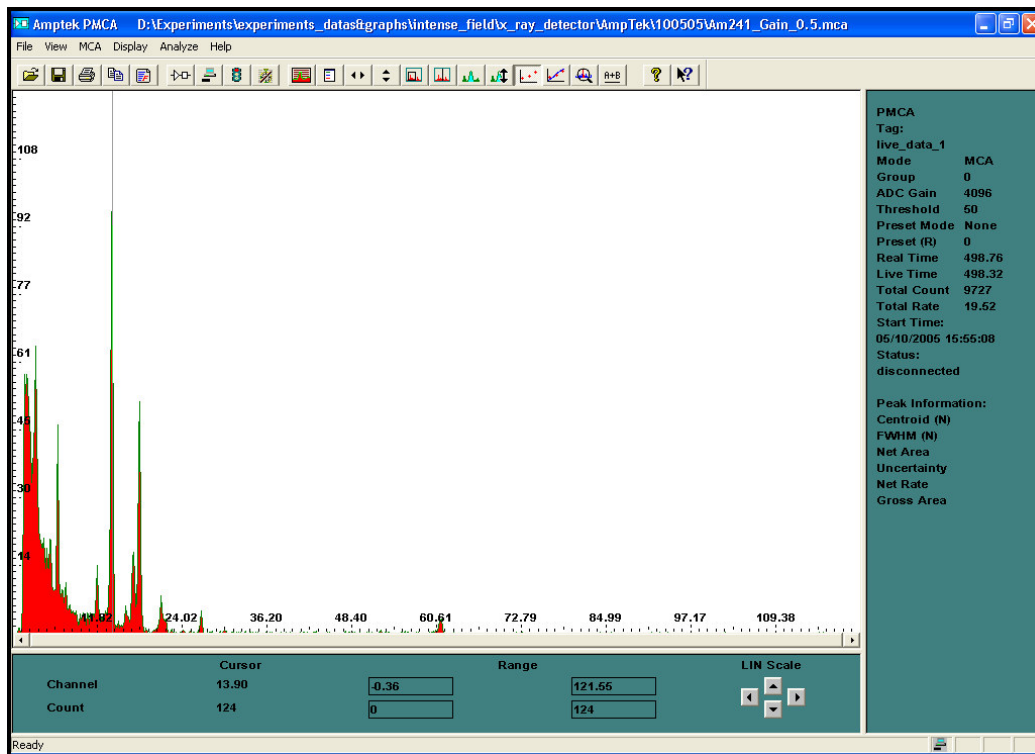 Amptek PMCA D:\Experiments\experiments_datas&graphs\intense_field\x_ray_detector\AmpTek\100505\Am241_Gain_0.5.mca
File View MCA Display Analyze Help
A+B
108
92
77
61
46
30
14
11.82 24.02 36.20 48.40 60.61 72.79 84.99 97.17 109.38
PMCA
Tag:
live_data_1
Mode MCA
Group 0
ADC Gain 4096
Threshold 50
Preset Mode None
Preset (R) 0
Real Time 498.76
Live Time 498.32
Total Count 9727
Total Rate 19.52
Start Time:
05/10/2005 15:55:08
Status:
disconnected
Peak Information:
Centroid (N)
FWHM (N)
Net Area
Uncertainty
Net Rate
Gross Area
Cursor Range LIN Scale
Channel 13.90 -0.36 121.55
Count 124 0 124
Ready